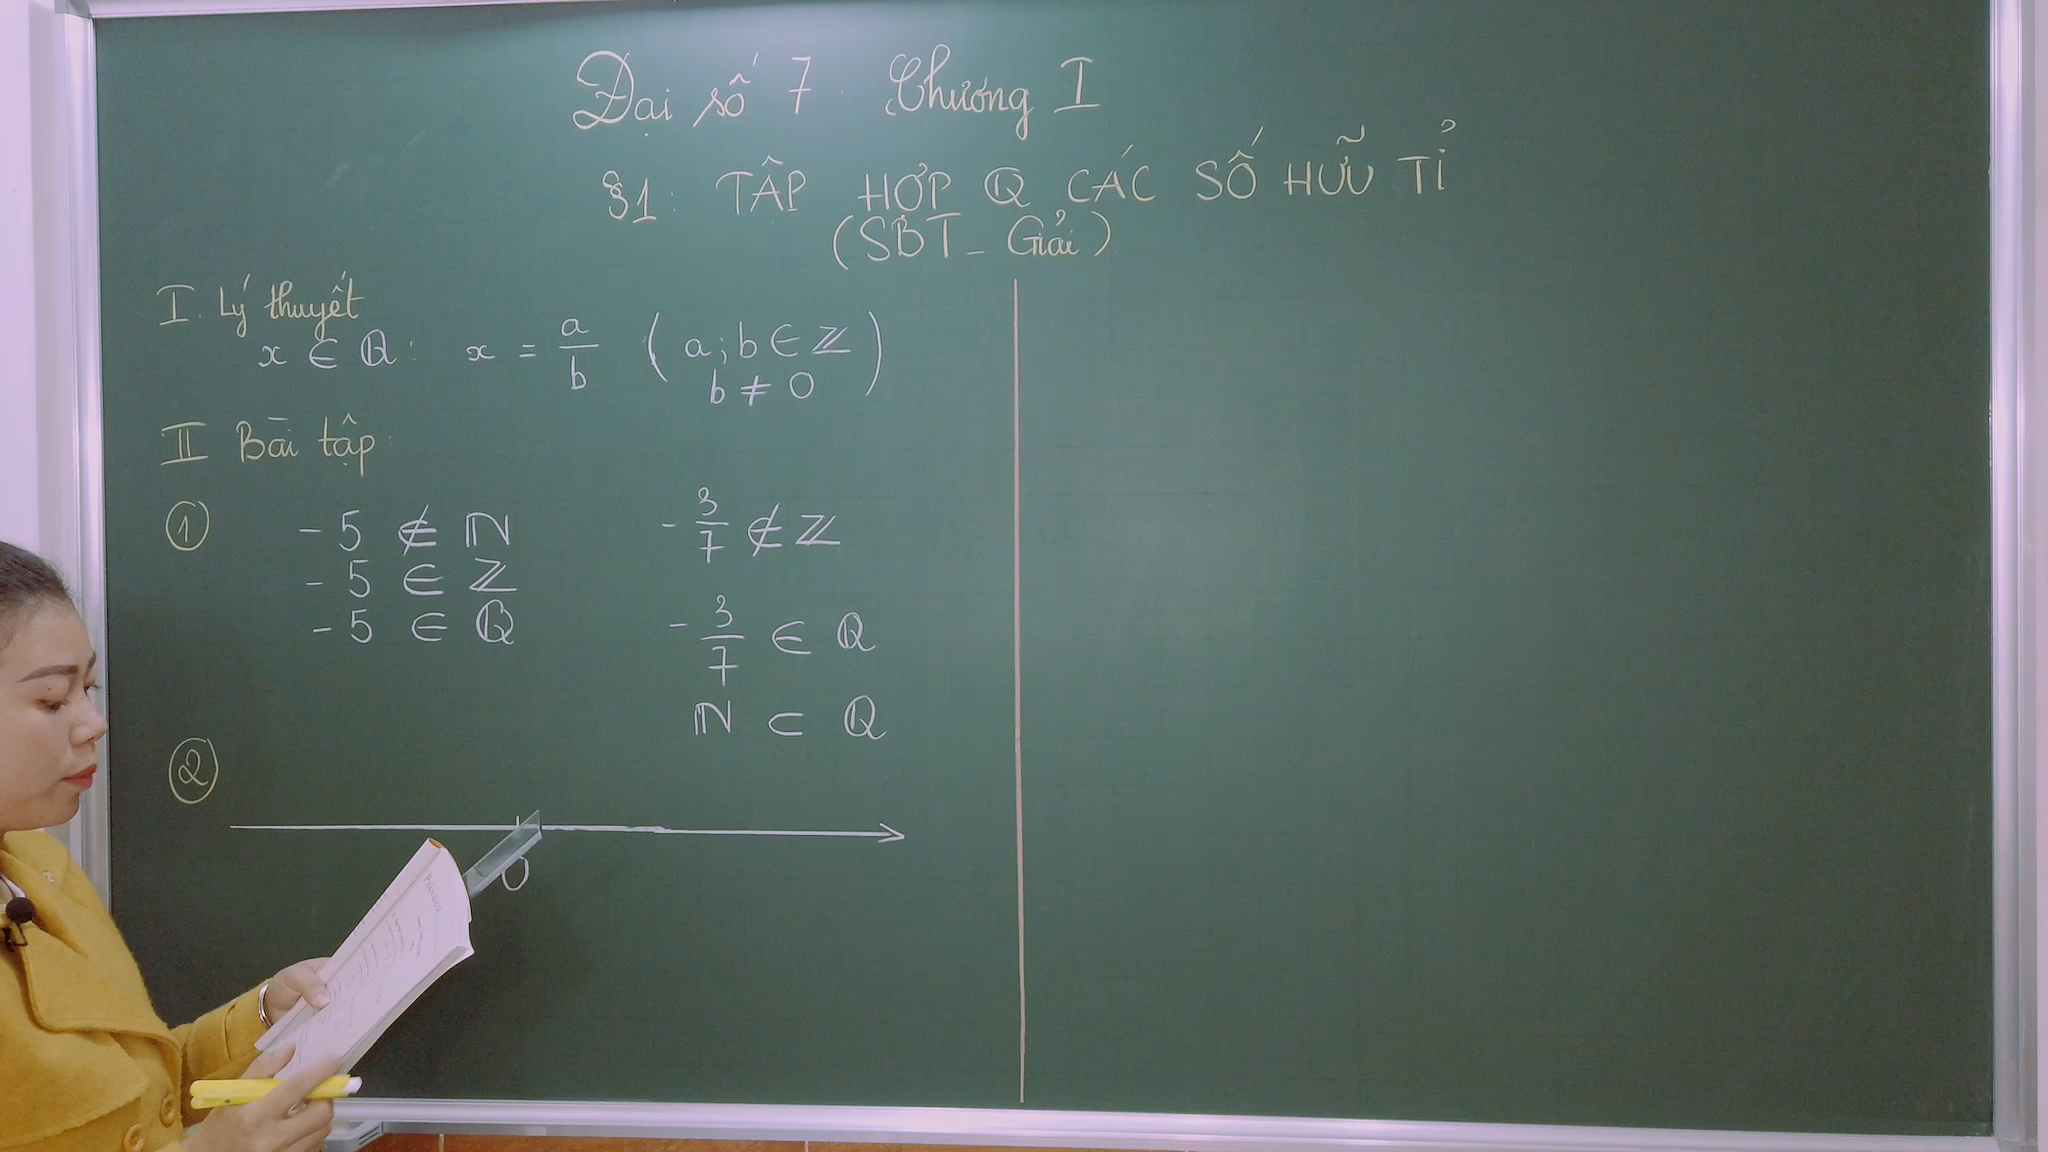 Đại số 7 Chương I
§1: TẬP HỢP Q CÁC SỐ HỮU TỈ
(SBT - Giải)
I. Lý thuyết
x ∈ ℚ: x = a/b (a; b ∈ ℤ
b ≠ 0)
II Bài tập
①
-5 ∉ ℕ
-5 ∈ ℤ
-5 ∈ ℚ
-3/7 ∉ ℤ
-3/7 ∈ ℚ
ℕ ⊂ ℚ
②
0